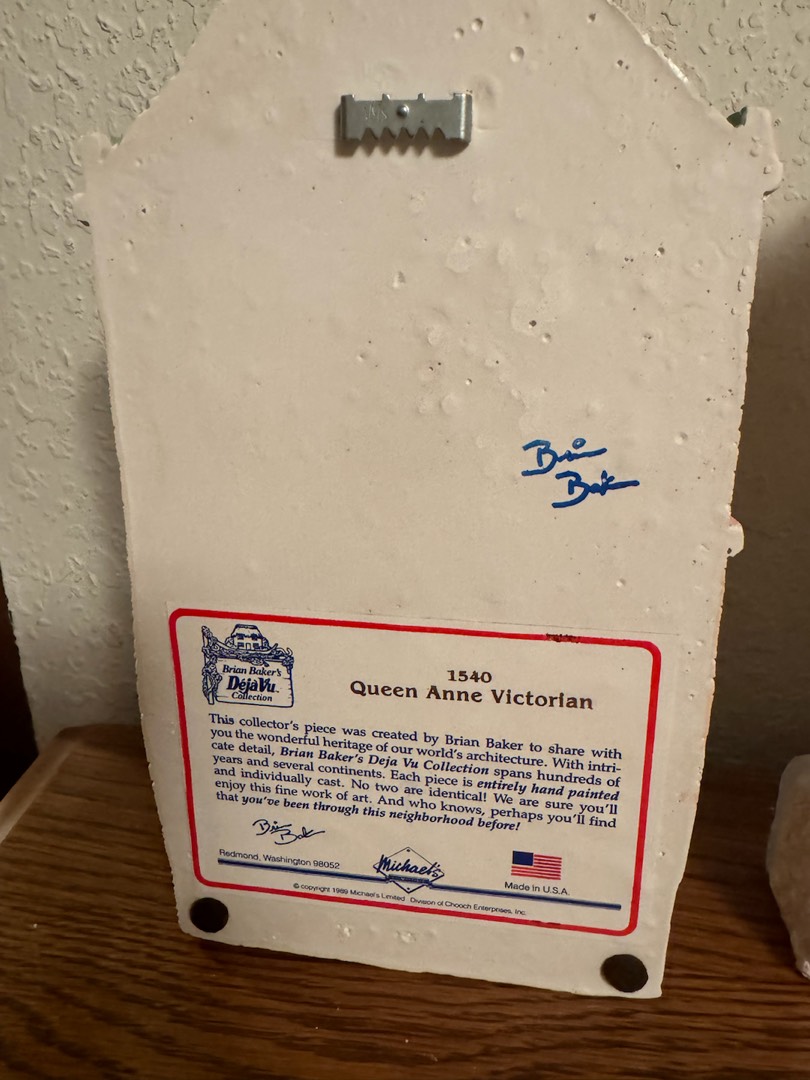 Brian
Baker
Brian Baker's
DéjàVu™
Collection
1540
Queen Anne Victorian
This collector's piece was created by Brian Baker to share with
you the wonderful heritage of our world's architecture. With intri-
cate detail, Brian Baker's Deja Vu Collection spans hundreds of
years and several continents. Each piece is entirely hand painted
and individually cast. No two are identical! We are sure you'll
enjoy this fine work of art. And who knows, perhaps you'll find
that you've been through this neighborhood before!
Brian Baker
Redmond, Washington 98052
Michael's
Made in U.S.A.
© copyright 1989 Michael's Limited Division of Chooch Enterprises, Inc.